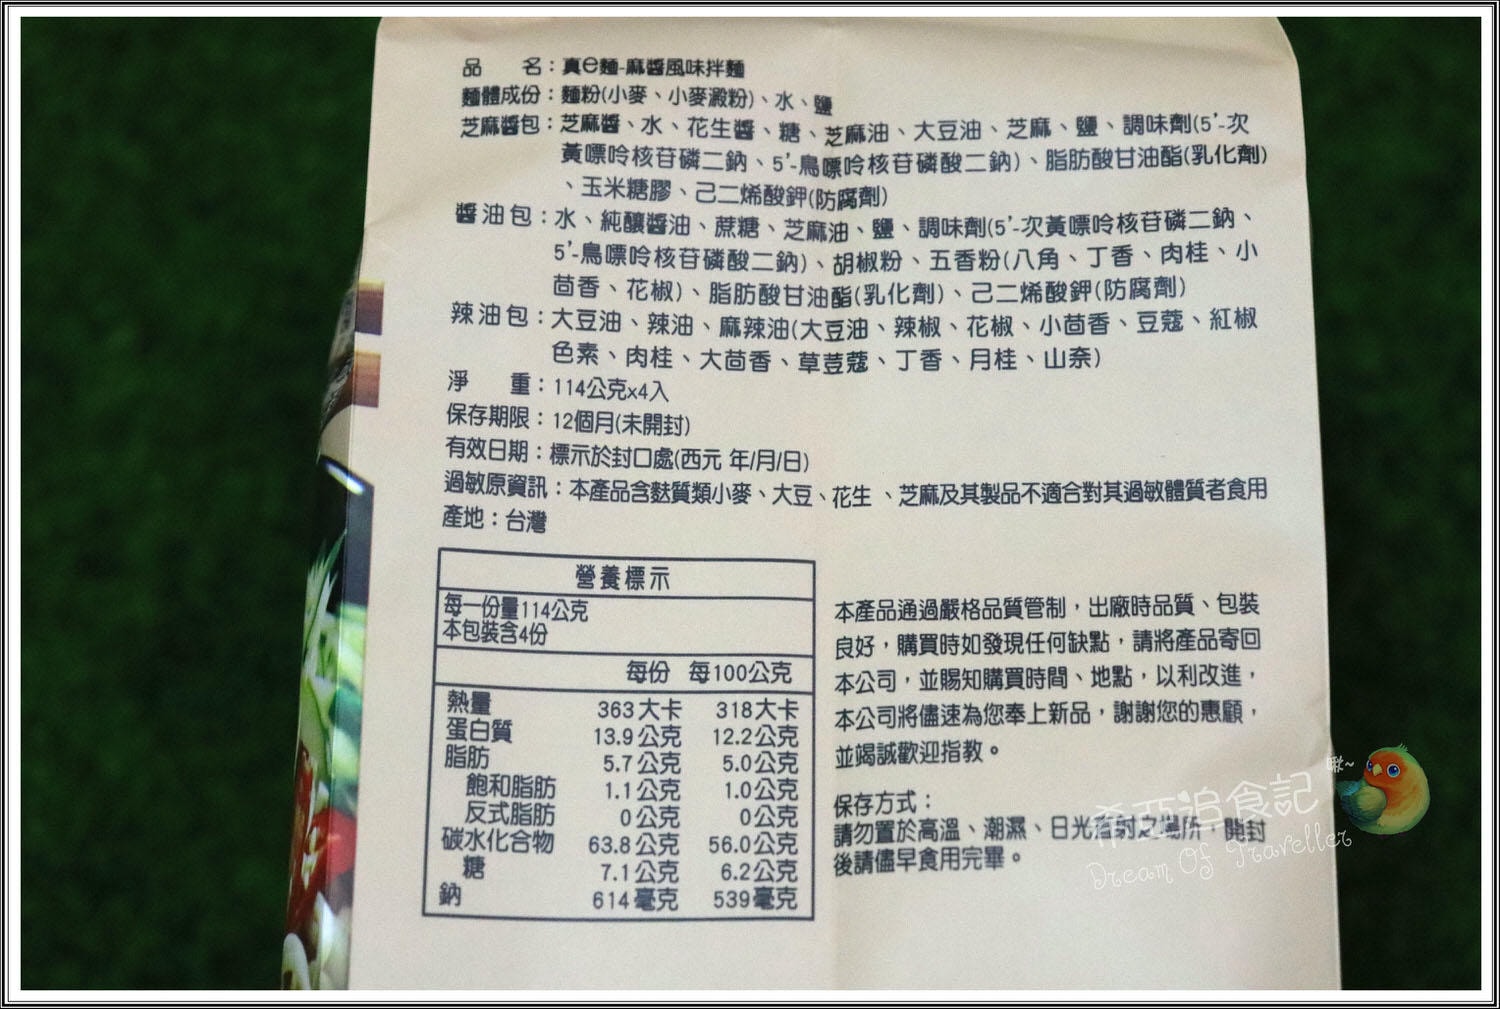 品　　名：真e麵-麻醬風味拌麵
麵體成份：麵粉(小麥、小麥澱粉)、水、鹽
芝麻醬包：芝麻醬、水、花生醬、糖、芝麻油、大豆油、芝麻、鹽、調味劑(5'-次
黃嘌呤核苷磷二鈉、5'-鳥嘌呤核苷磷酸二鈉)、脂肪酸甘油酯(乳化劑)
、玉米糖膠、己二烯酸鉀(防腐劑)
醬油包：水、純釀醬油、蔗糖、芝麻油、鹽、調味劑(5'-次黃嘌呤核苷磷二鈉、
5'-鳥嘌呤核苷磷酸二鈉)、胡椒粉、五香粉(八角、丁香、肉桂、小
茴香、花椒)、脂肪酸甘油酯(乳化劑)、己二烯酸鉀(防腐劑)
辣油包：大豆油、辣油、麻辣油(大豆油、辣椒、花椒、小茴香、豆蔻、紅椒
色素、肉桂、大茴香、草荳蔻、丁香、月桂、山奈)
淨　　重：114公克x4入
保存期限：12個月(未開封)
有效日期：標示於封口處(西元 年/月/日)
過敏原資訊：本產品含麩質類小麥、大豆、花生 、芝麻及其製品不適合對其過敏體質者食用
產地：台灣
營養標示
每一份量114公克
本包裝含4份
每份 每100公克
熱量 363大卡 318大卡
蛋白質 13.9公克 12.2公克
脂肪 5.7公克 5.0公克
飽和脂肪 1.1公克 1.0公克
反式脂肪 0公克 0公克
碳水化合物 63.8公克 56.0公克
糖 7.1公克 6.2公克
鈉 614毫克 539毫克
本產品通過嚴格品質管制，出廠時品質、包裝
良好，購買時如發現任何缺點，請將產品寄回
本公司，並賜知購買時間、地點，以利改進，
本公司將儘速為您奉上新品，謝謝您的惠顧，
並竭誠歡迎指教。
保存方式：
請勿置於高溫、潮濕、日光直射之場所，開封
後請儘早食用完畢。
希亞追食記
啾~
Dream Of Traveller